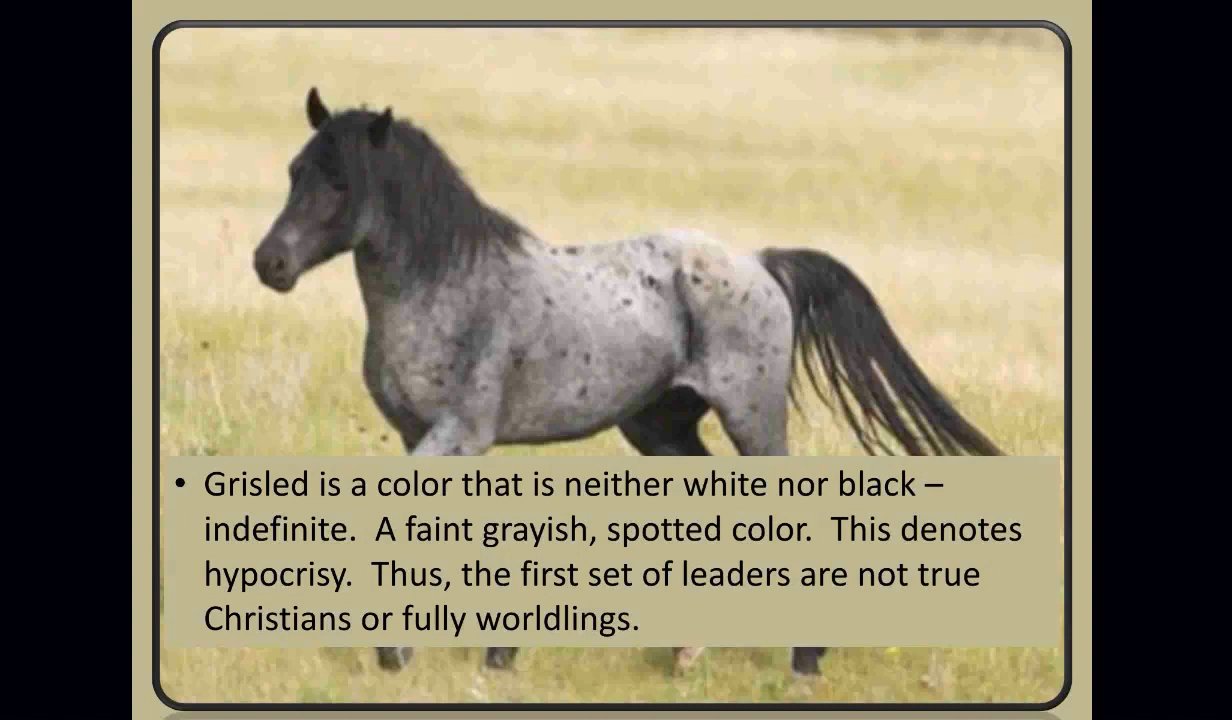 • Grisled is a color that is neither white nor black –
indefinite.  A faint grayish, spotted color.  This denotes
hypocrisy.  Thus, the first set of leaders are not true
Christians or fully worldlings.